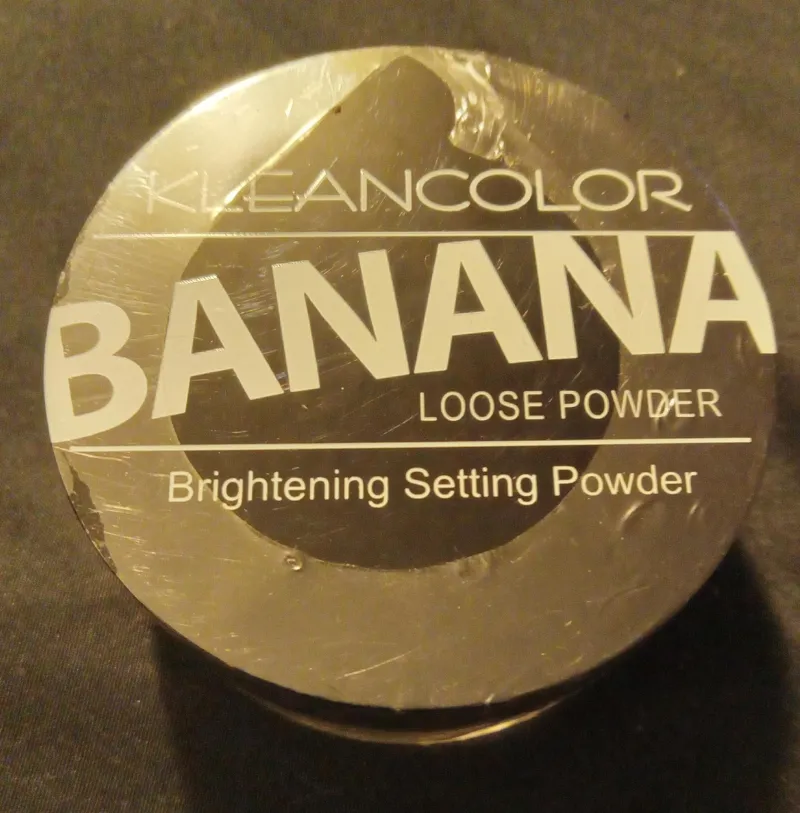 KLEANCOLOR
BANANA
LOOSE POWDER
Brightening Setting Powder